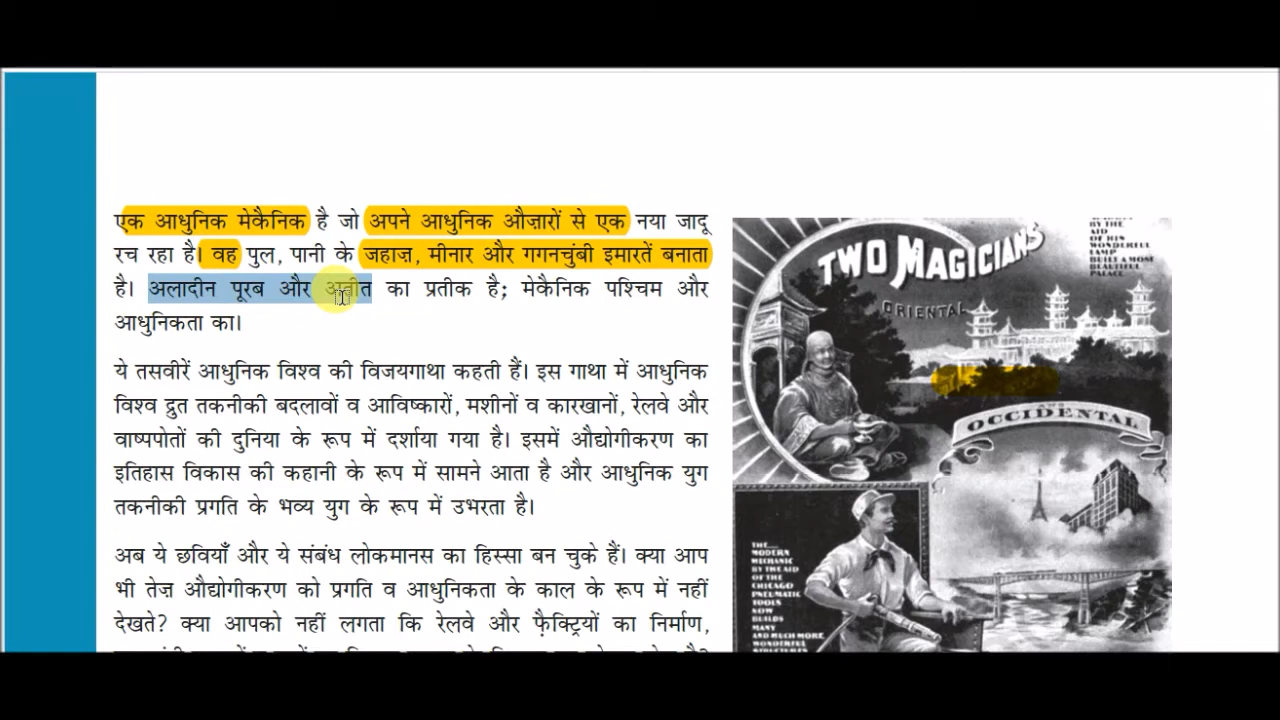 एक आधुनिक मेकैनिक है जो अपने आधुनिक औज़ारों से एक नया जादू
रच रहा है। वह पुल, पानी के जहाज़, मीनार और गगनचुंबी इमारतें बनाता
है। अलादीन पूरब और अतीत का प्रतीक है; मेकैनिक पश्चिम और
आधुनिकता का।
ये तसवीरें आधुनिक विश्व की विजयगाथा कहती हैं। इस गाथा में आधुनिक
विश्व द्रुत तकनीकी बदलावों व आविष्कारों, मशीनों व कारखानों, रेलवे और
वाष्पपोतों की दुनिया के रूप में दर्शाया गया है। इसमें औद्योगीकरण का
इतिहास विकास की कहानी के रूप में सामने आता है और आधुनिक युग
तकनीकी प्रगति के भव्य युग के रूप में उभरता है।
अब ये छवियाँ और ये संबंध लोकमानस का हिस्सा बन चुके हैं। क्या आप
भी तेज़ औद्योगीकरण को प्रगति व आधुनिकता के काल के रूप में नहीं
देखते? क्या आपको नहीं लगता कि रेलवे और फ़ैक्ट्रियों का निर्माण,
TWO MAGICIANS
ORIENTAL
BY THE
AID
OF HIS
WONDERFUL
LAMP
BUILT A MOST
BEAUTIFUL
PALACE
OCCIDENTAL
THE....
MODERN
MECHANIC
BY THE AID
OF THE
CHICAGO
PNEUMATIC
TOOLS
NOW
BUILDS
MANY
AND MUCH MORE
WONDERFUL
STRUCTURES